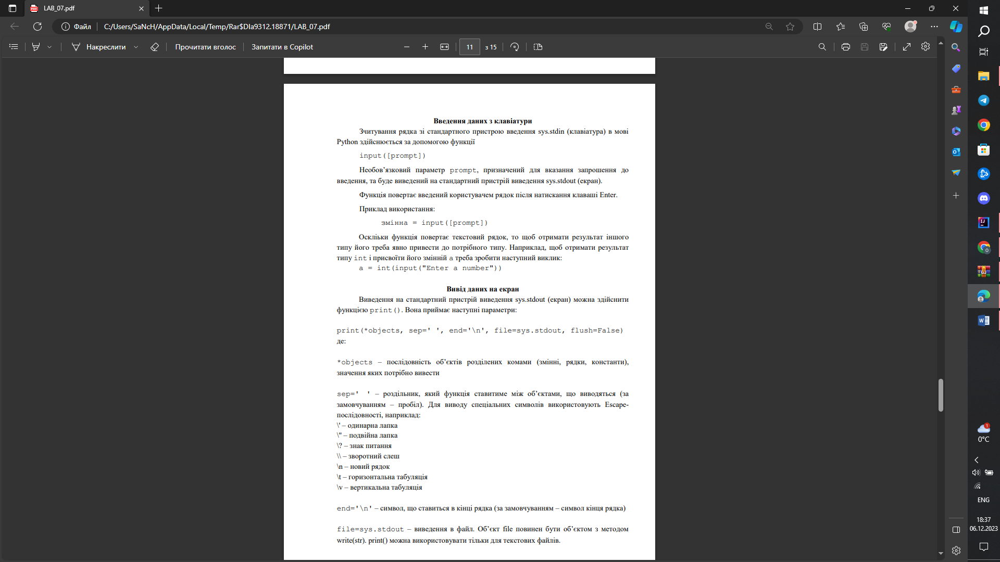 LAB_07.pdf
Файл
C:/Users/SaNcH/AppData/Local/Temp/Rar$DIa9312.18871/LAB_07.pdf
Накреслити
Прочитати вголос
Запитати в Copilot
11
з 15
Введення даних з клавіатури
Зчитування рядка зі стандартного пристрою введення sys.stdin (клавіатура) в мові
Python здійснюється за допомогою функції
input([prompt])
Необов’язковий параметр prompt, призначений для вказання запрошення до
введення, та буде виведений на стандартний пристрій виведення sys.stdout (екран).
Функція повертає введений користувачем рядок після натискання клаваші Enter.
Приклад використання:
змінна = input([prompt])
Оскільки функція повертає текстовий рядок, то щоб отримати результат іншого
типу його треба явно привести до потрібного типу. Наприклад, щоб отримати результат
типу int і присвоїти його змінній a треба зробити наступний виклик:
a = int(input("Enter a number"))
Вивід даних на екран
Виведення на стандартний пристрій виведення sys.stdout (екран) можна здійснити
функцією print(). Вона приймає наступні параметри:
print(*objects, sep=' ', end='\n', file=sys.stdout, flush=False)
де:
*objects – послідовність об’єктів розділених комами (змінні, рядки, константи),
значення яких потрібно вивести
sep=' ' – роздільник, який функція ставитиме між об’єктами, що виводяться (за
замовчуванням – пробіл). Для виводу спеціальних символів використовують Escape-
послідовності, наприклад:
\' – одинарна лапка
\" – подвійна лапка
\? – знак питання
\\ – зворотний слеш
\n – новий рядок
\t – горизонтальна табуляція
\v – вертикальна табуляція
end='\n' – символ, що ставиться в кінці рядка (за замовчуванням – символ кінця рядка)
file=sys.stdout – виведення в файл. Об’єкт file повинен бути об’єктом з методом
write(str). print() можна використовувати тільки для текстових файлів.
1
0°C
ENG
18:37
06.12.2023